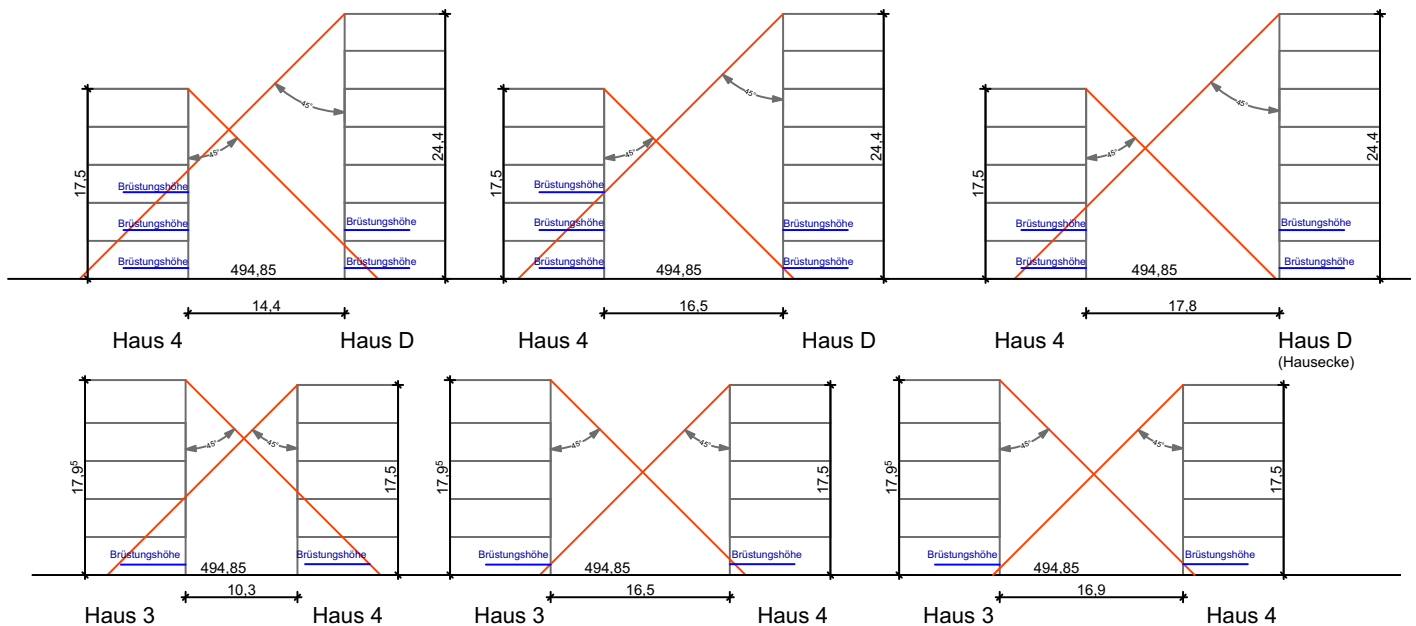 45°
45°
17,5
24,4
Brüstungshöhe
Brüstungshöhe
Brüstungshöhe
Brüstungshöhe
Brüstungshöhe
494,85
14,4
Haus 4 Haus D
45°
45°
17,5
24,4
Brüstungshöhe
Brüstungshöhe
Brüstungshöhe
Brüstungshöhe
Brüstungshöhe
494,85
16,5
Haus 4 Haus D
45°
45°
17,5
24,4
Brüstungshöhe
Brüstungshöhe
Brüstungshöhe
Brüstungshöhe
494,85
17,8
Haus 4 Haus D
(Hausecke)
45°
45°
17,9⁵
17,5
Brüstungshöhe
Brüstungshöhe
494,85
10,3
Haus 3 Haus 4
45°
45°
17,9⁵
17,5
Brüstungshöhe
Brüstungshöhe
494,85
16,5
Haus 3 Haus 4
45°
45°
17,9⁵
17,5
Brüstungshöhe
Brüstungshöhe
494,85
16,9
Haus 3 Haus 4